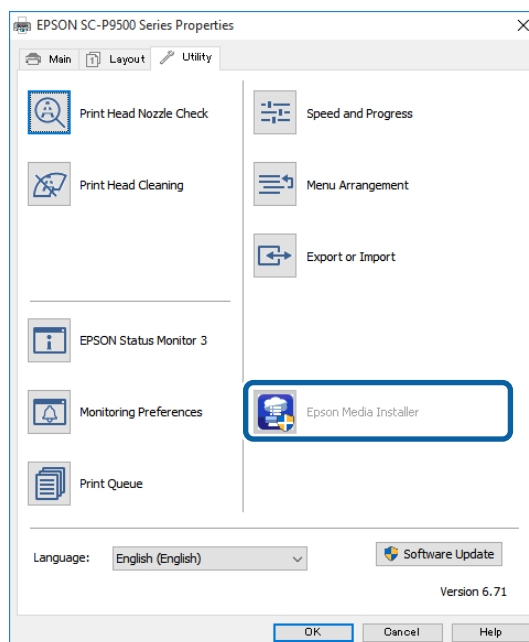 EPSON SC-P9500 Series Properties
Main
Layout
Utility
Print Head Nozzle Check
Speed and Progress
Print Head Cleaning
Menu Arrangement
Export or Import
EPSON Status Monitor 3
Monitoring Preferences
Epson Media Installer
Print Queue
Language:
English (English)
Software Update
Version 6.71
OK
Cancel
Help